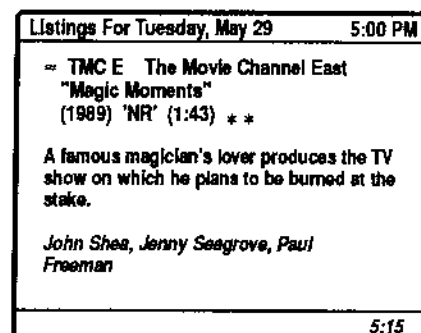 Listings For Tuesday, May 29 5:00 PM
≈ TMC E The Movie Channel East
"Magic Moments"
(1989) 'NR' (1:43) * *
A famous magician's lover produces the TV
show on which he plans to be burned at the
stake.
John Shea, Jenny Seagrove, Paul
Freeman
5:15